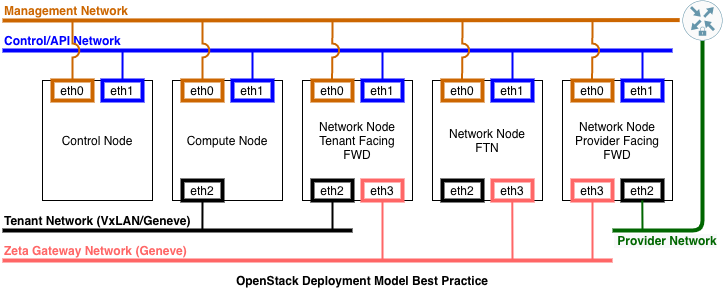 Management Network
Control/API Network
eth0 eth1 eth0 eth1 eth0 eth1 eth0 eth1 eth0 eth1
Control Node
Compute Node
Network Node
Tenant Facing
FWD
Network Node
FTN
Network Node
Provider Facing
FWD
eth2 eth2 eth3 eth2 eth3 eth3 eth2
Tenant Network (VxLAN/Geneve)
Provider Network
Zeta Gateway Network (Geneve)
OpenStack Deployment Model Best Practice